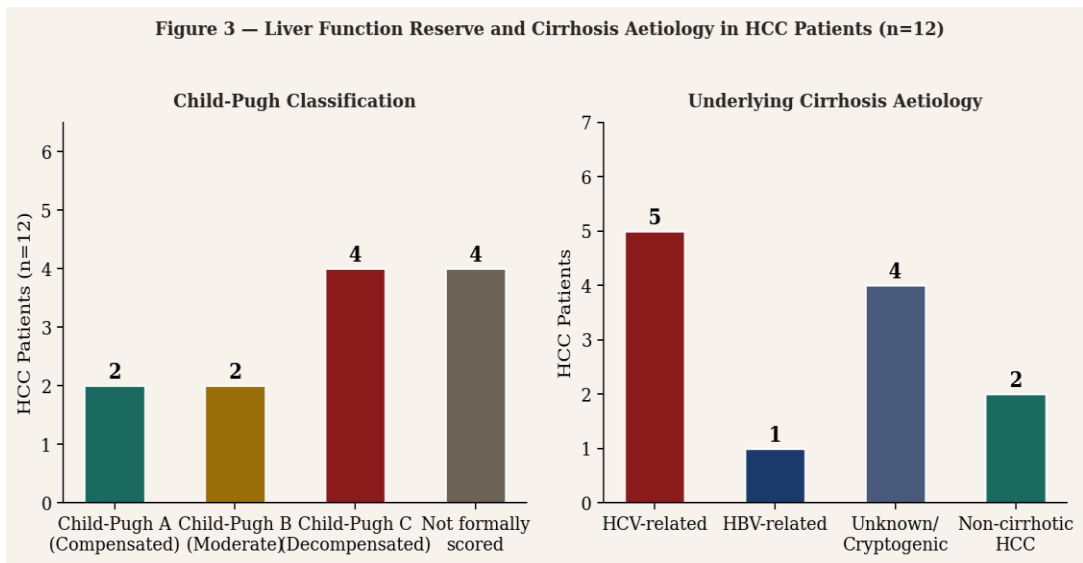 Figure 3 — Liver Function Reserve and Cirrhosis Aetiology in HCC Patients (n=12)
Child-Pugh Classification
HCC Patients (n=12)
6
5
4
3
2
1
0
2
2
4
4
Child-Pugh A
(Compensated)
Child-Pugh B
(Moderate)
Child-Pugh C
(Decompensated)
Not formally
scored
Underlying Cirrhosis Aetiology
HCC Patients
7
6
5
4
3
2
1
0
5
1
4
2
HCV-related
HBV-related
Unknown/
Cryptogenic
Non-cirrhotic
HCC